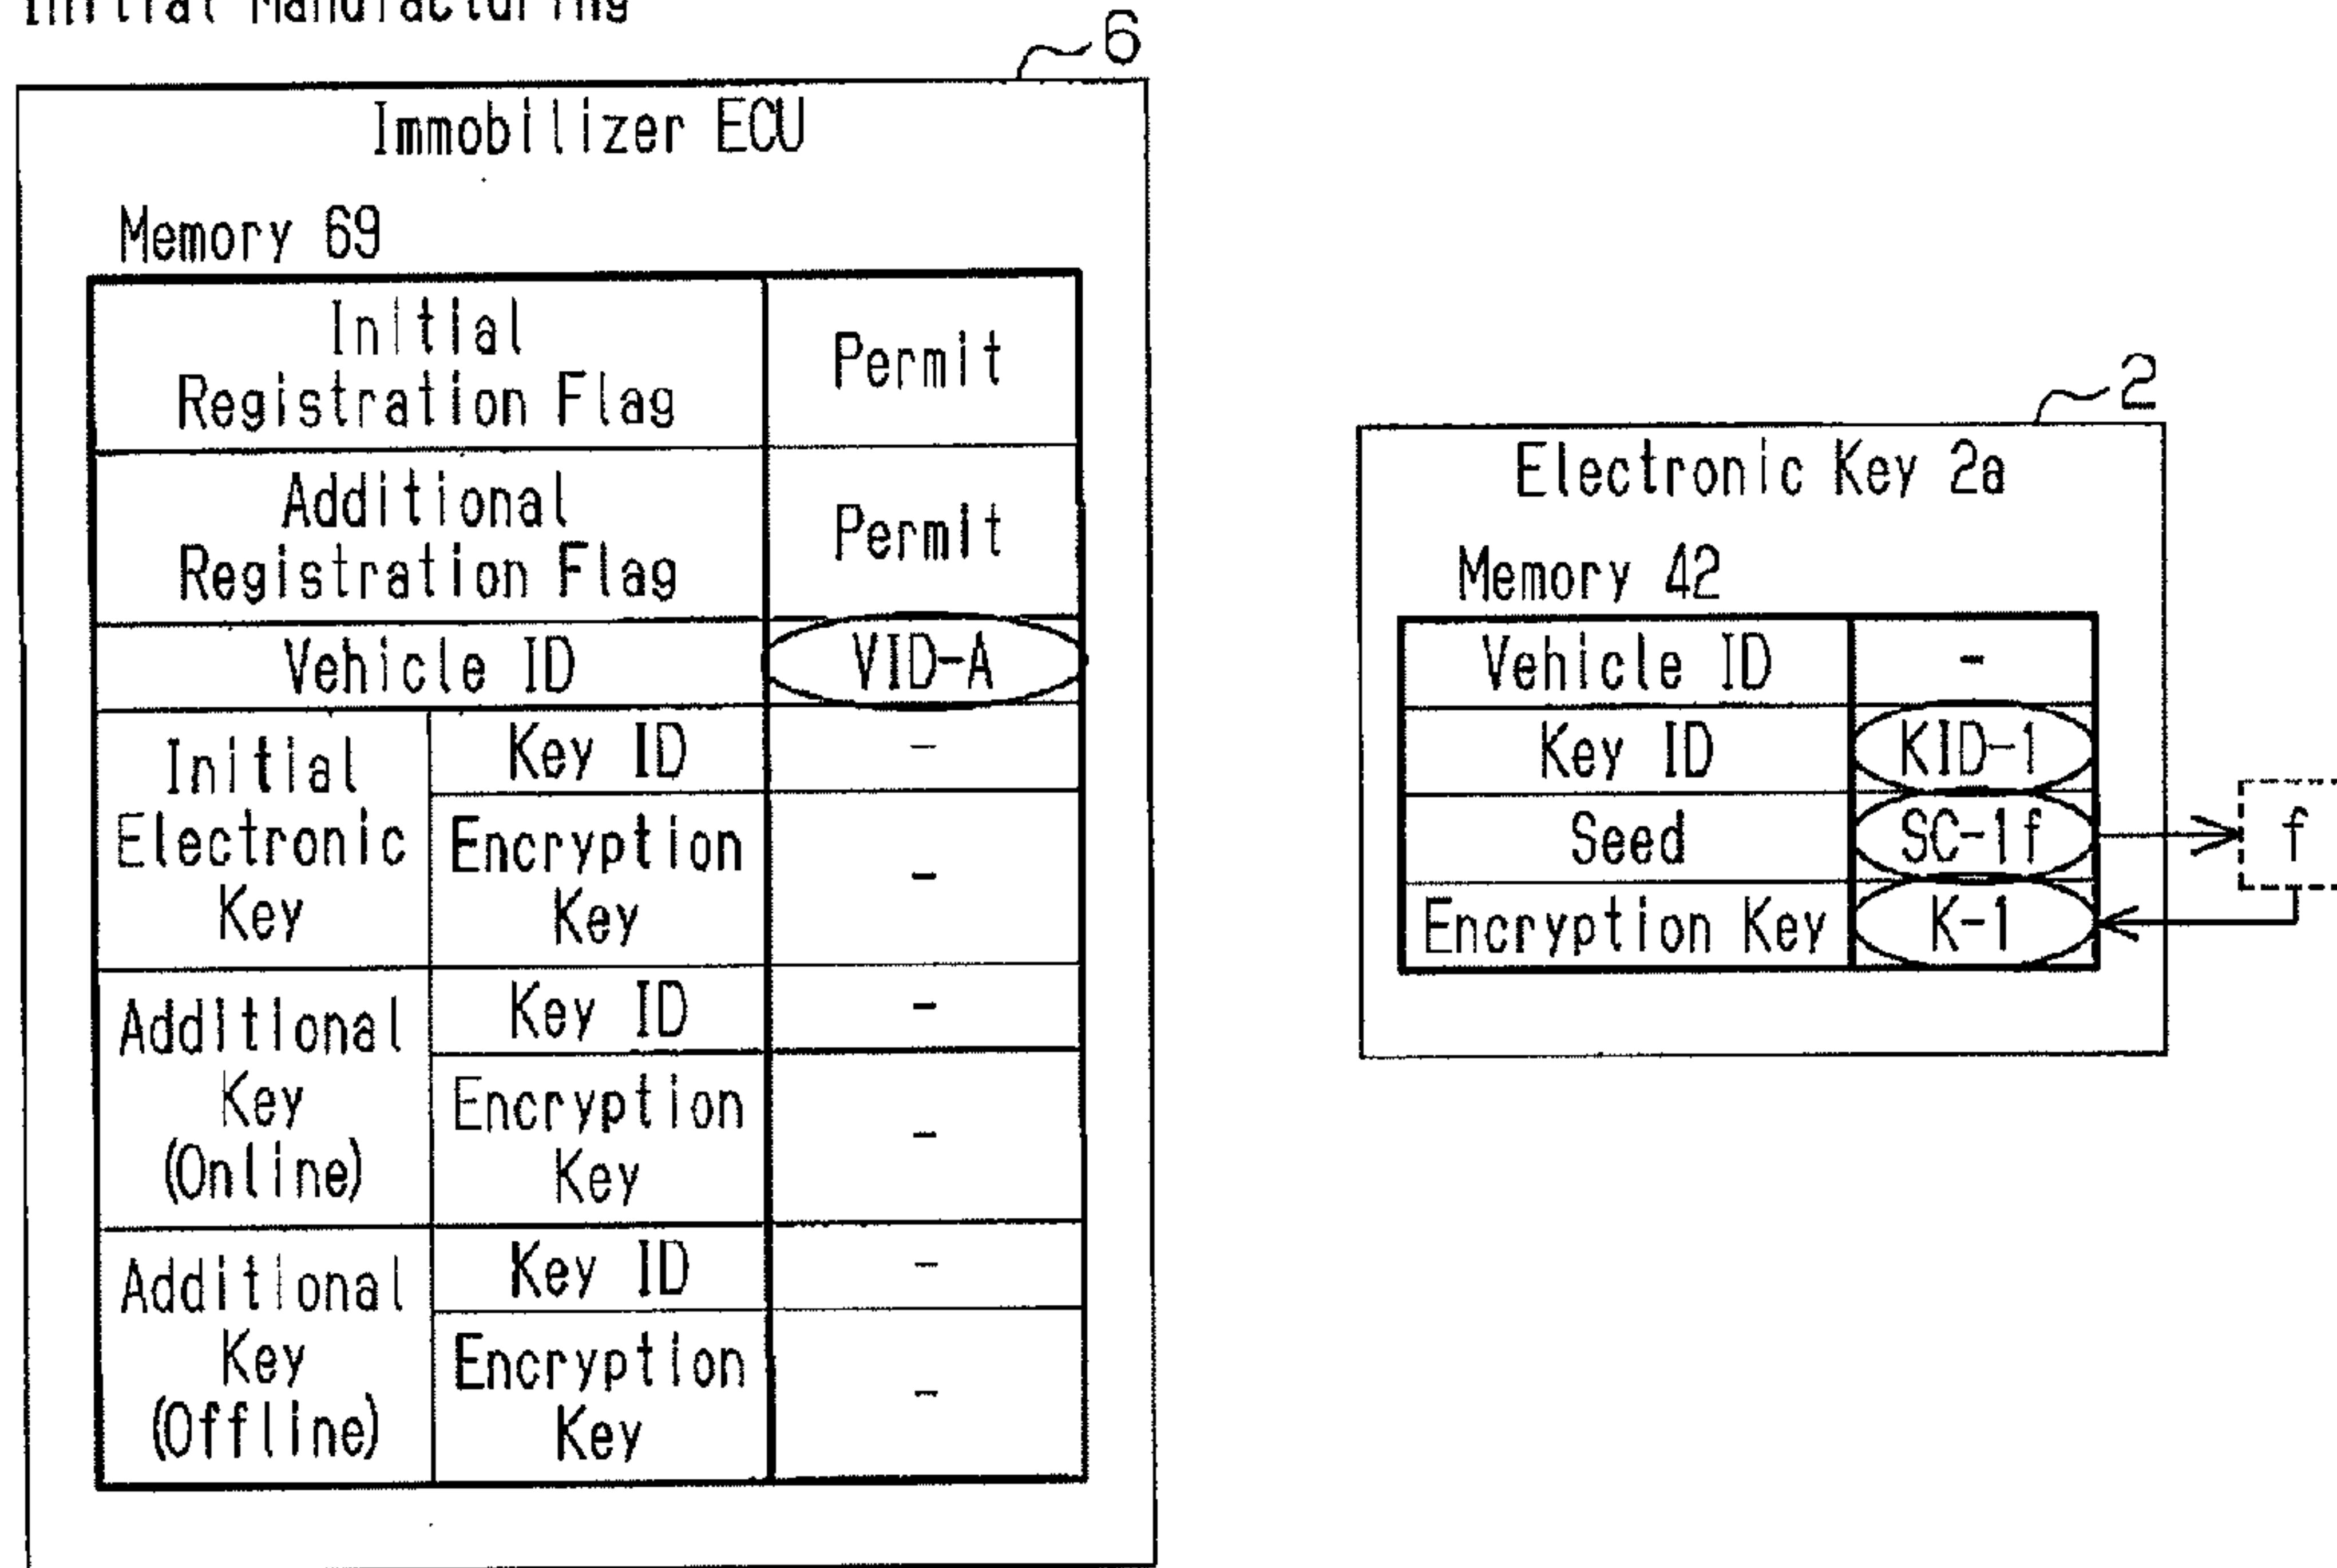 Initial Manufacturing
6
Immobilizer ECU
Memory 69
Initial
Registration Flag
Permit
Additional
Registration Flag
Permit
Vehicle ID
VID-A
Initial
Electronic
Key
Key ID
-
Encryption
Key
-
Additional
Key
(Online)
Key ID
-
Encryption
Key
-
Additional
Key
(Offline)
Key ID
-
Encryption
Key
-
2
Electronic Key 2a
Memory 42
Vehicle ID
-
Key ID
KID-1
Seed
SC-1f
Encryption Key
K-1
f